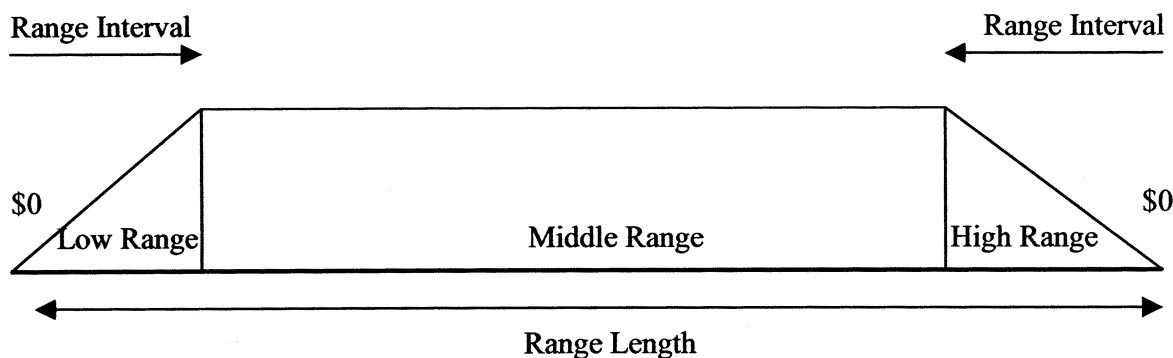 Range Interval
Range Interval
$0
$0
Low Range
Middle Range
High Range
Range Length